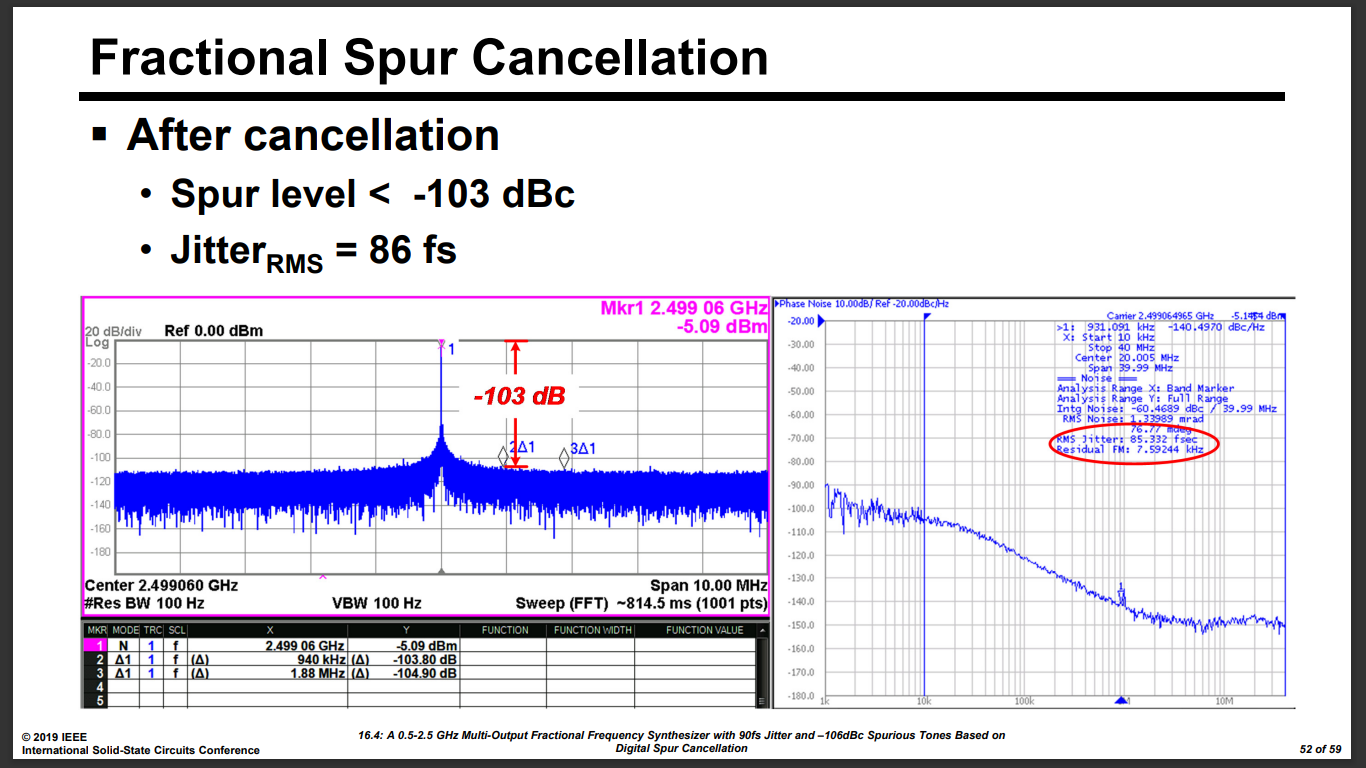 Fractional Spur Cancellation
▪ After cancellation
• Spur level < -103 dBc
• JitterRMS = 86 fs
Mkr1 2.499 06 GHz
-5.09 dBm
20 dB/div Ref 0.00 dBm
Log
1
-20.0
-40.0
-103 dB
-60.0
-80.0
2Δ1 3Δ1
-100
-120
-140
-160
-180
Center 2.499060 GHz Span 10.00 MHz
#Res BW 100 Hz VBW 100 Hz Sweep (FFT) ~814.5 ms (1001 pts)
MKR MODE TRC SCL X Y FUNCTION FUNCTION WIDTH FUNCTION VALUE
1 N 1 f 2.499 06 GHz -5.09 dBm
2 Δ1 1 f (Δ) 940 kHz (Δ) -103.80 dB
3 Δ1 1 f (Δ) 1.88 MHz (Δ) -104.90 dB
4
5
Phase Noise 10.00dB/ Ref -20.00dBc/Hz
Carrier 2.499064965 GHz dBm
>1: 931.091 kHz -140.4970 dBc/Hz
X: Start 10 kHz
Stop 40 MHz
Center 20.005 MHz
Span 39.99 MHz
=== Noise ===
Analysis Range X: Band Marker
Analysis Range Y: Full Range
Intg Noise: -60.4689 dBc / 39.99 MHz
RMS Noise: 1.33989 mrad
76.77 mdeg
RMS Jitter: 85.332 fsec
Residual FM: 7.59244 kHz
-20.00
-30.00
-40.00
-50.00
-60.00
-70.00
-80.00
-90.00
-100.0
-110.0
-120.0
-130.0
-140.0
-150.0
-160.0
-170.0
-180.0
1k 10k 100k 10M
© 2019 IEEE
International Solid-State Circuits Conference
16.4: A 0.5-2.5 GHz Multi-Output Fractional Frequency Synthesizer with 90fs Jitter and –106dBc Spurious Tones Based on
Digital Spur Cancellation
52 of 59